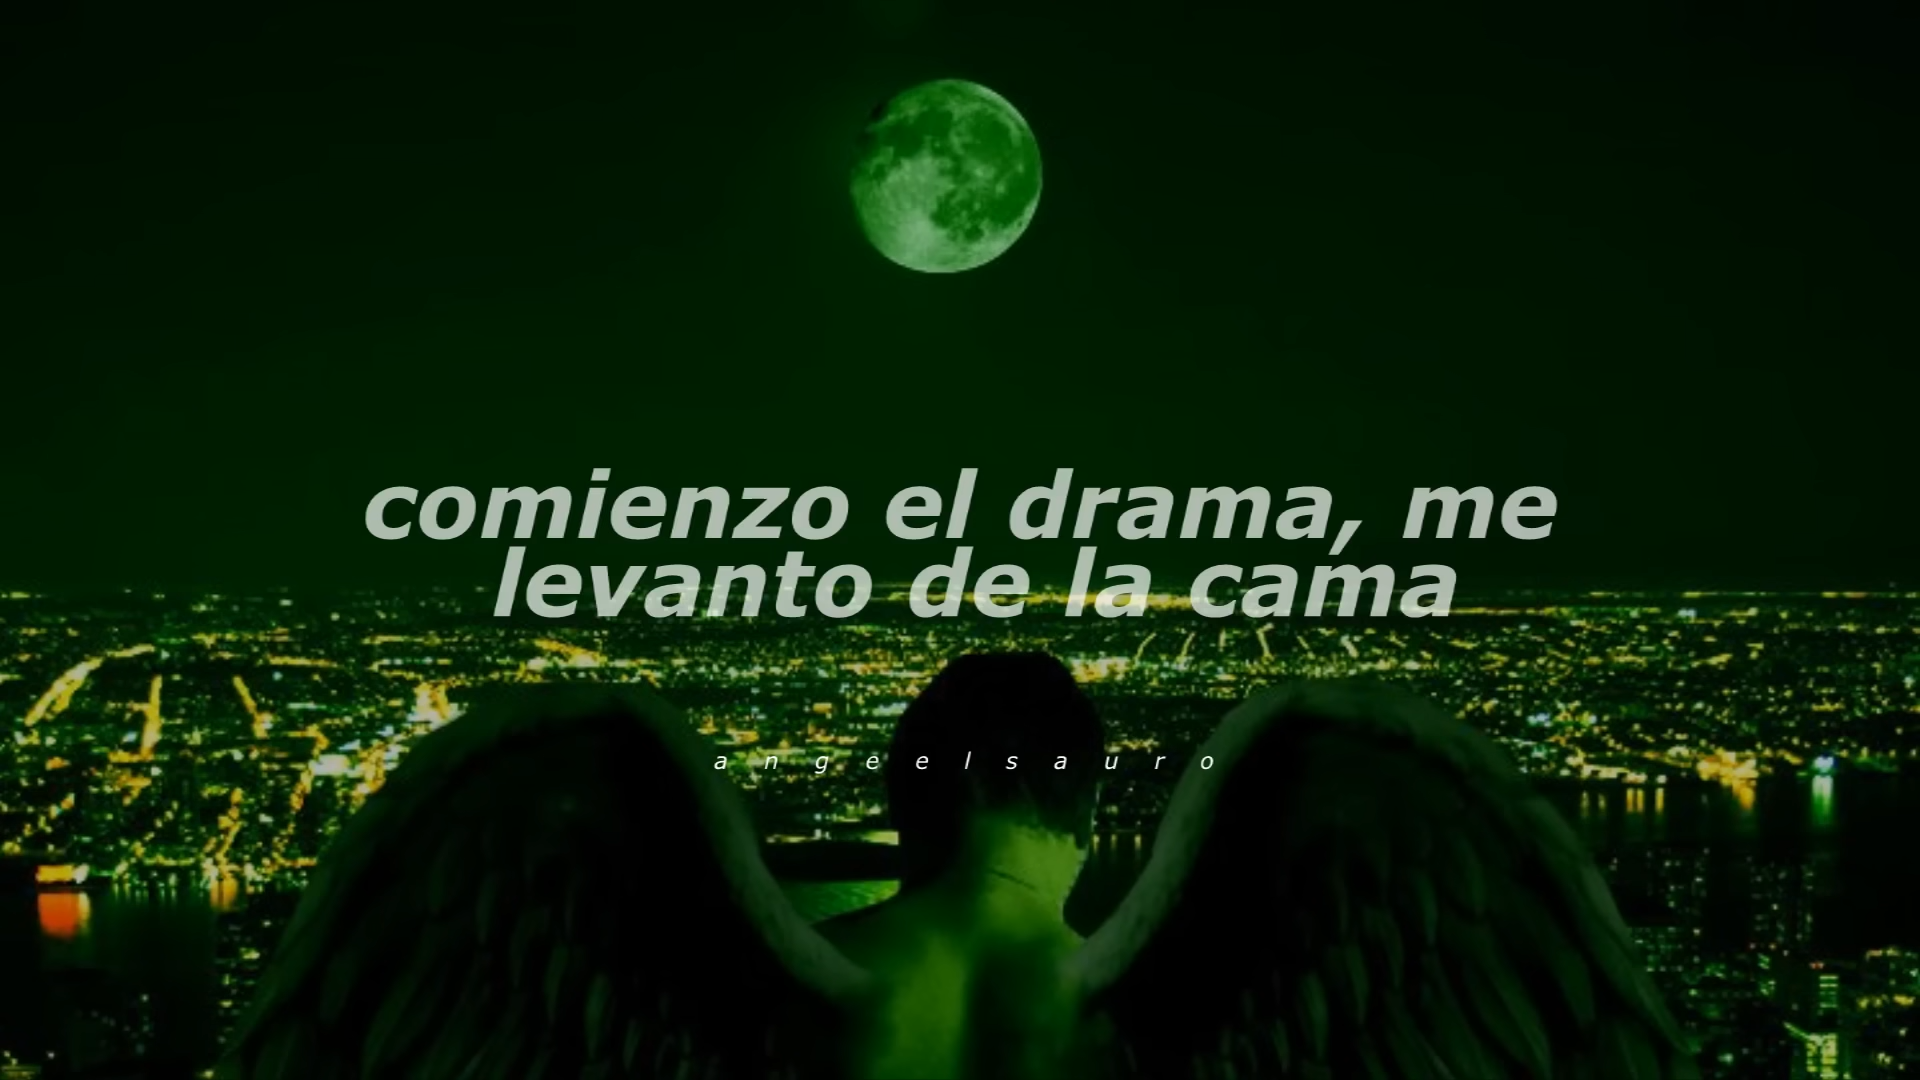 comienzo el drama, me
levanto de la cama
a n g e e l s a u r o